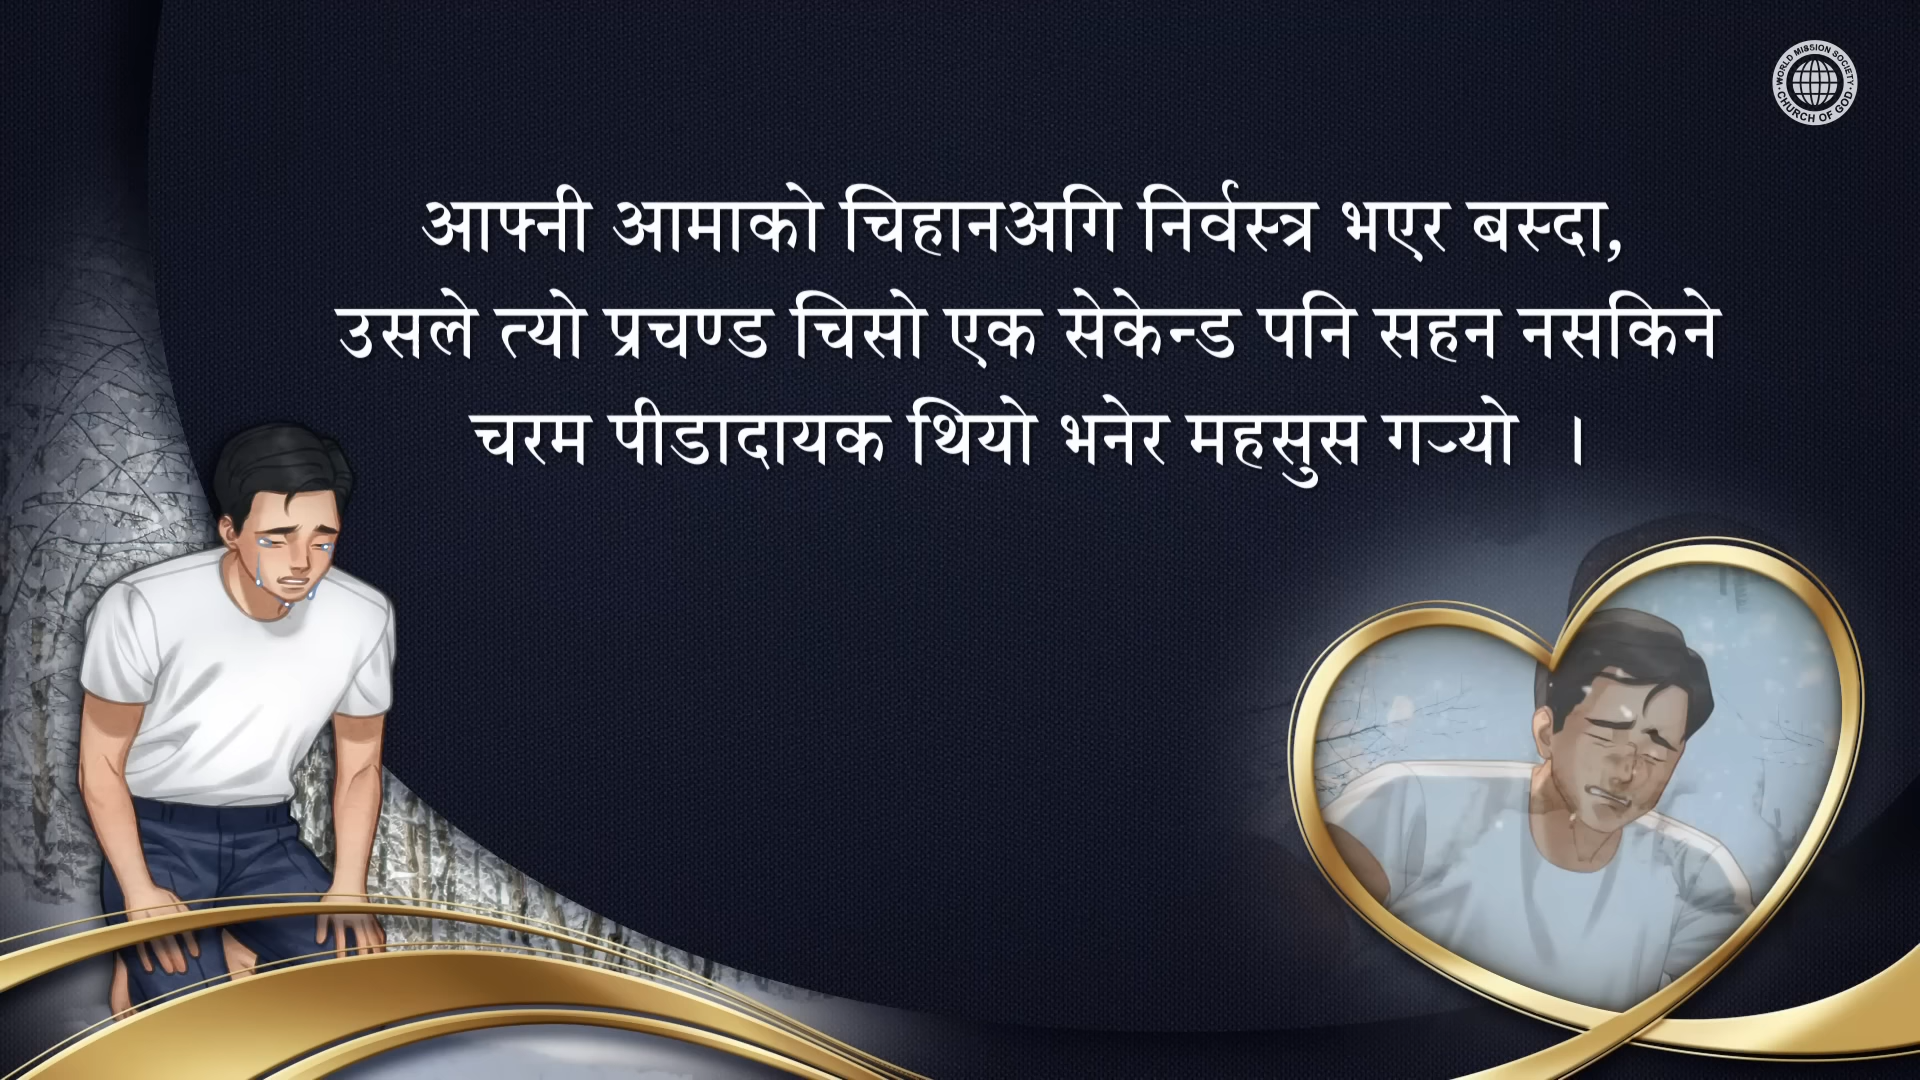 WORLD MISSION SOCIETY
CHURCH OF GOD
आफ्नी आमाको चिहानअगि निर्वस्त्र भएर बस्दा,
उसले त्यो प्रचण्ड चिसो एक सेकेन्ड पनि सहन नसकिने
चरम पीडादायक थियो भनेर महसुस गऱ्यो ।